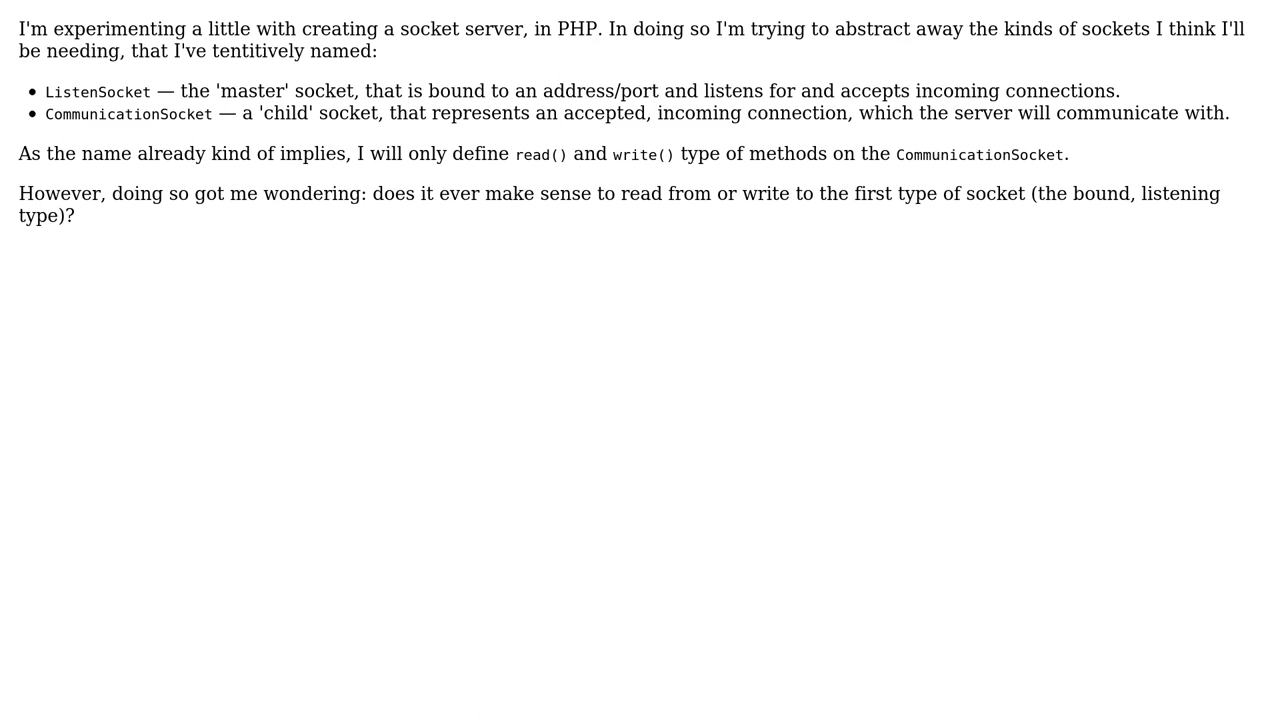 I'm experimenting a little with creating a socket server, in PHP. In doing so I'm trying to abstract away the kinds of sockets I think I'll
be needing, that I've tentitively named:
• ListenSocket — the 'master' socket, that is bound to an address/port and listens for and accepts incoming connections.
• CommunicationSocket — a 'child' socket, that represents an accepted, incoming connection, which the server will communicate with.
As the name already kind of implies, I will only define read() and write() type of methods on the CommunicationSocket.
However, doing so got me wondering: does it ever make sense to read from or write to the first type of socket (the bound, listening
type)?